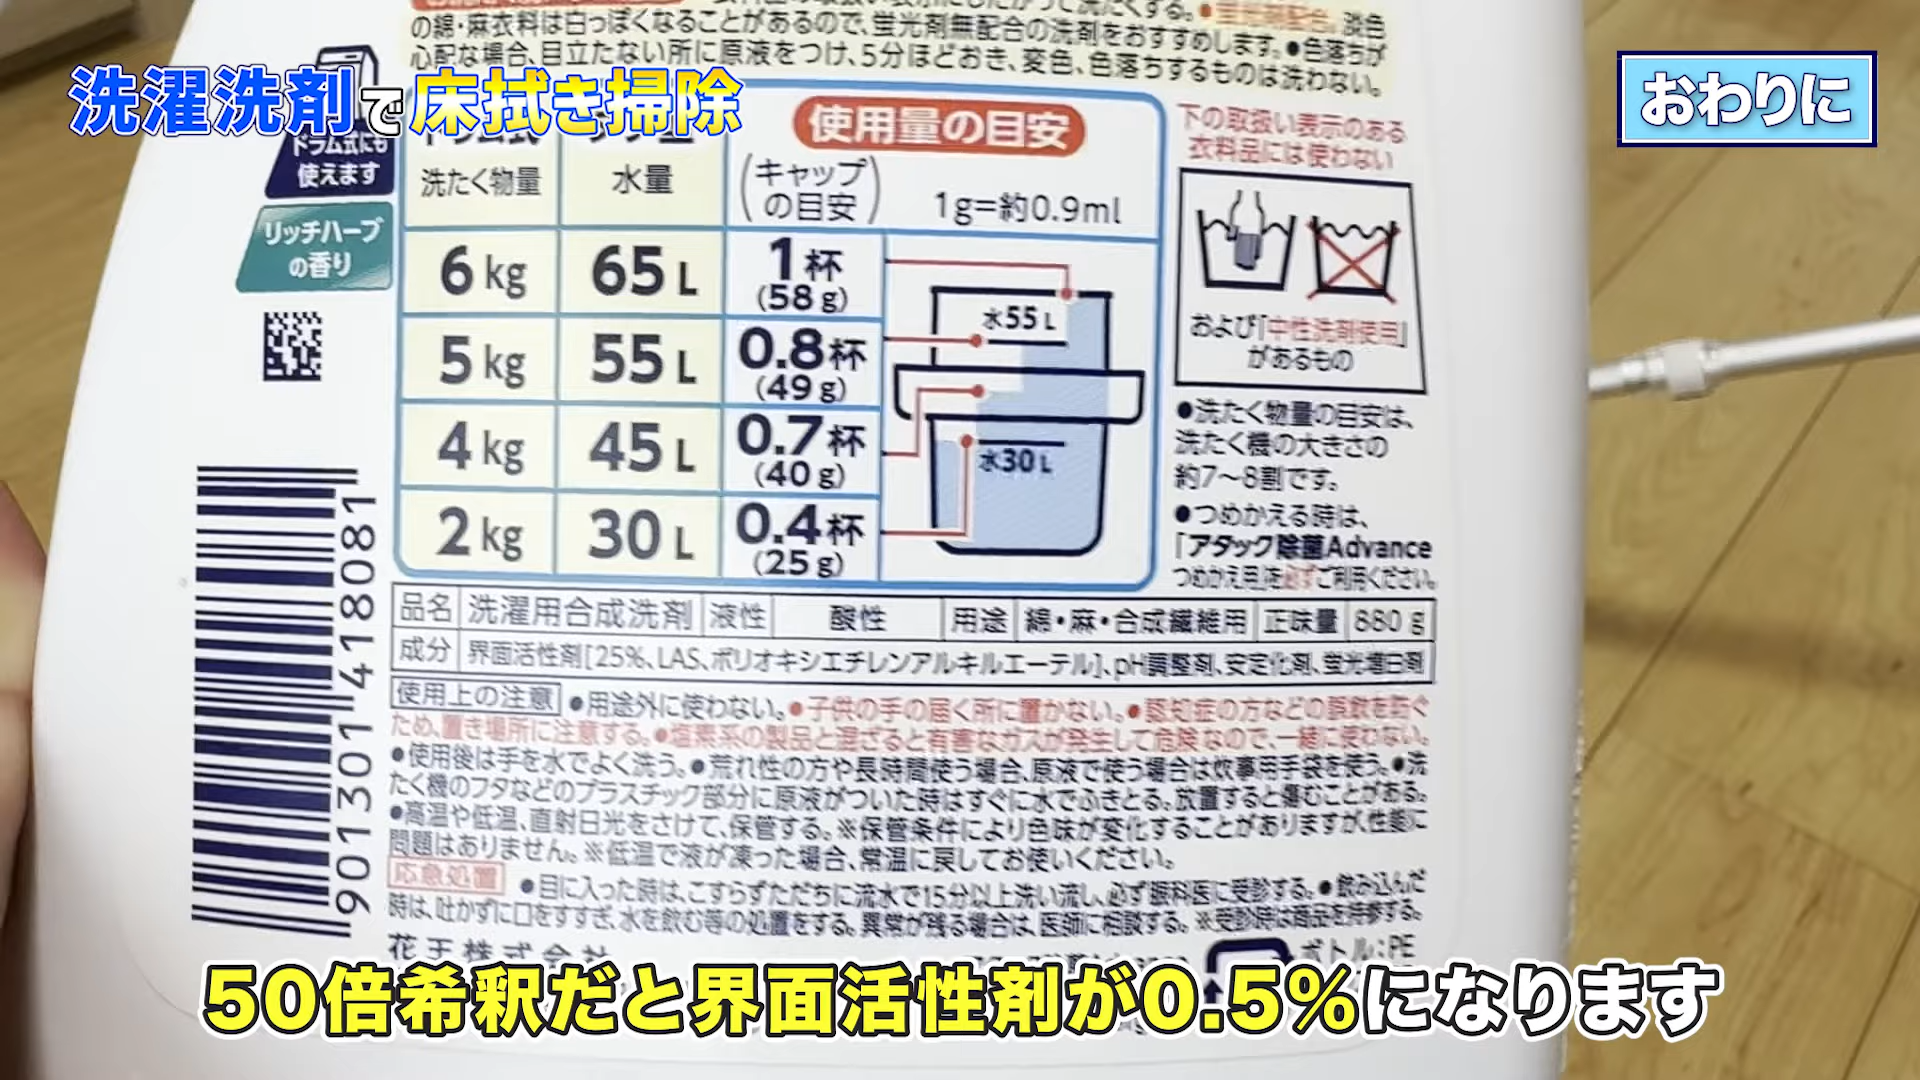 洗濯洗剤で床拭き掃除
おわりに
の綿・麻衣料は白っぽくなることがあるので、蛍光剤無配合の洗剤をおすすめします。●色落ちが
心配な場合、目立たない所に原液をつけ、5分ほどおき、変色、色落ちするものは洗わない。
ドラム式にも
使えます
リッチハーブ
の香り
使用量の目安
洗たく物量
水量
(キャップの目安)
1g=約0.9ml
6kg 65L 1杯(58g)
5kg 55L 0.8杯(49g)
4kg 45L 0.7杯(40g)
2kg 30L 0.4杯(25g)
水55L
水30L
下の取扱い表示のある
衣料品には使わない
および「中性洗剤使用」
があるもの
●洗たく物量の目安は、
洗たく機の大きさの
約7〜8割です。
●つめかえる時は、
「アタック除菌Advance
つめかえ用」を必ずご利用ください。
品名 洗濯用合成洗剤 液性 酸性 用途 綿・麻・合成繊維用 正味量 880g
成分 界面活性剤[25%、LAS、ポリオキシエチレンアルキルエーテル]、pH調整剤、安定化剤、蛍光増白剤
使用上の注意 ●用途外に使わない。●子供の手の届く所に置かない。●認知症の方などの誤飲を防ぐ
ため、置き場所に注意する。●塩素系の製品と混ざると有害なガスが発生して危険なので、一緒に使わない。
●使用後は手を水でよく洗う。●荒れ性の方や長時間使う場合、原液で使う場合は炊事用手袋を使う。●洗
たく機のフタなどのプラスチック部分に原液がついた時はすぐに水でふきとる。放置すると傷むことがある。
●高温や低温、直射日光をさけて、保管する。※保管条件により色味が変化することがありますが、性能に
問題はありません。※低温で液が凍った場合、常温に戻してお使いください。
応急処置 ●目に入った時は、こすらずただちに流水で15分以上洗い流し、必ず眼科医に受診する。●飲み込んだ
時は、吐かずに口をすすぎ、水を飲む等の処置をする。異常が残る場合は、医師に相談する。※受診時は商品を持参する。
花王株式会社
ボトル:PE
901301 418081
50倍希釈だと界面活性剤が0.5%になります